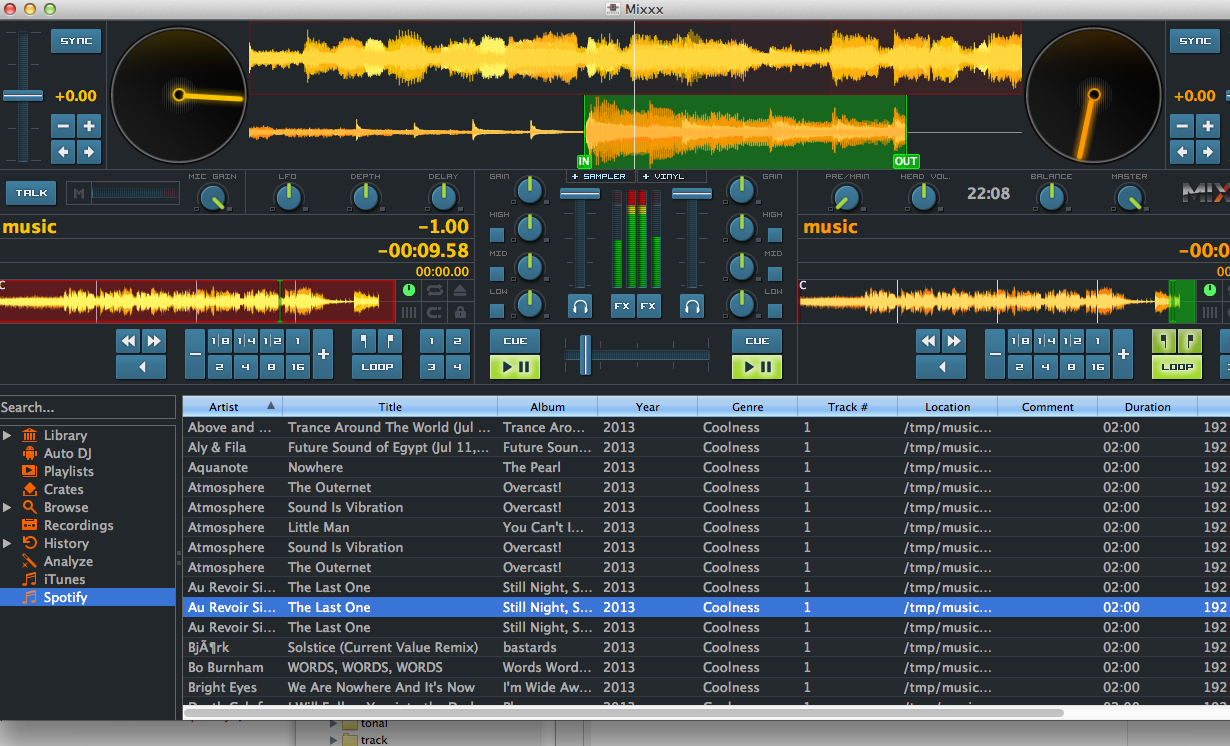 Mixxx
SYNC
SYNC
+0.00
+0.00
IN
OUT
TALK
M
MIC GAIN
LFO
DEPTH
DELAY
GAIN
+ SAMPLER
+ VINYL
GAIN
PRE/MAIN
HEAD VOL.
22:08
BALANCE
MASTER
MIX
HIGH
HIGH
music
-1.00
music
-00:09.58
-00:0
MID
MID
00:00.00
C
C
LOW
LOW
FX
FX
1|8 1|4 1|2 1
2 4 8 16
LOOP
1 2
3 4
CUE
CUE
1|8 1|4 1|2 1
2 4 8 16
LOOP
Search...
Artist Title Album Year Genre Track # Location Comment Duration
Library
Auto DJ
Playlists
Crates
Browse
Recordings
History
Analyze
iTunes
Spotify
Above and ... Trance Around The World (Jul ... Trance Aro... 2013 Coolness 1 /tmp/music... 02:00 192
Aly & Fila Future Sound of Egypt (Jul 11,... Future Soun... 2013 Coolness 1 /tmp/music... 02:00 192
Aquanote Nowhere The Pearl 2013 Coolness 1 /tmp/music... 02:00 192
Atmosphere The Outernet Overcast! 2013 Coolness 1 /tmp/music... 02:00 192
Atmosphere Sound Is Vibration Overcast! 2013 Coolness 1 /tmp/music... 02:00 192
Atmosphere Little Man You Can't I... 2013 Coolness 1 /tmp/music... 02:00 192
Atmosphere Sound Is Vibration Overcast! 2013 Coolness 1 /tmp/music... 02:00 192
Atmosphere The Outernet Overcast! 2013 Coolness 1 /tmp/music... 02:00 192
Au Revoir Si... The Last One Still Night, S... 2013 Coolness 1 /tmp/music... 02:00 192
Au Revoir Si... The Last One Still Night, S... 2013 Coolness 1 /tmp/music... 02:00 192
Au Revoir Si... The Last One Still Night, S... 2013 Coolness 1 /tmp/music... 02:00 192
BjÃ¶rk Solstice (Current Value Remix) bastards 2013 Coolness 1 /tmp/music... 02:00 192
Bo Burnham WORDS, WORDS, WORDS Words Word... 2013 Coolness 1 /tmp/music... 02:00 192
Bright Eyes We Are Nowhere And It's Now I'm Wide Aw... 2013 Coolness 1 /tmp/music... 02:00 192
tonal
track